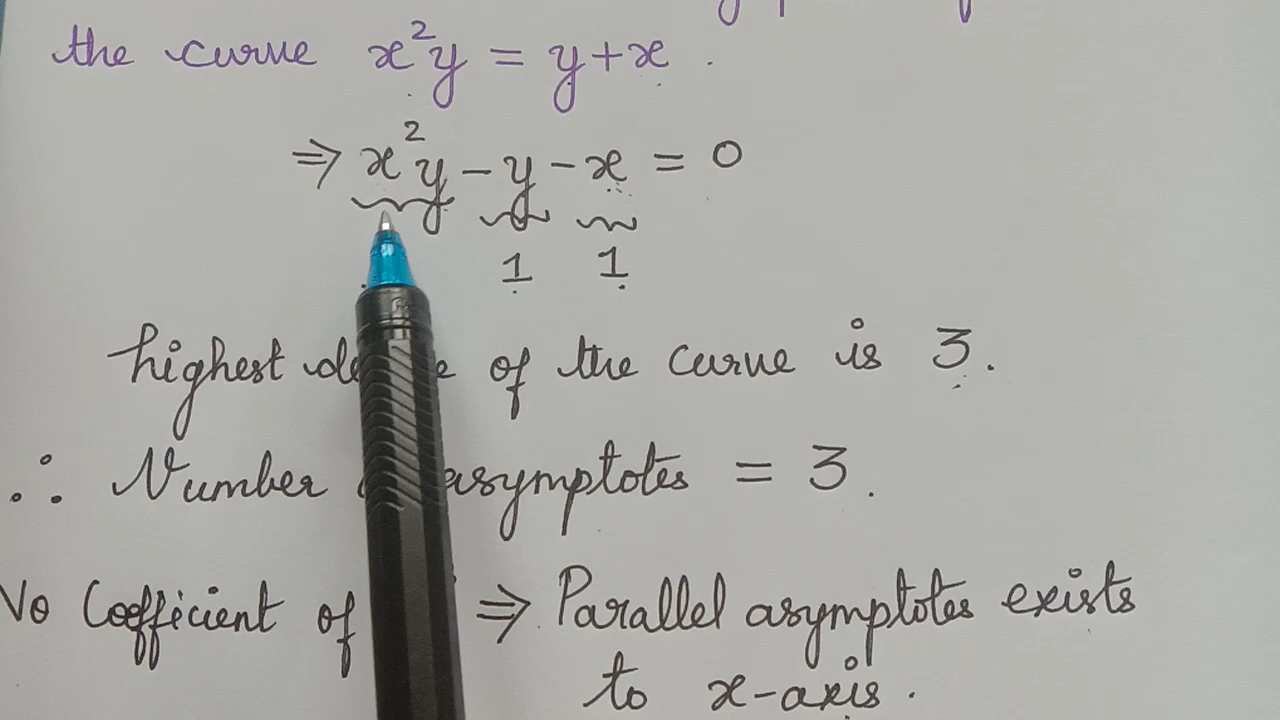 the curve x²y = y+x .
⇒ x²y − y − x = 0
1 1
highest of the curve is 3.
∴ Number asymptotes = 3.
No Coefficient of ⇒ Parallel asymptotes exists
to x-axis.